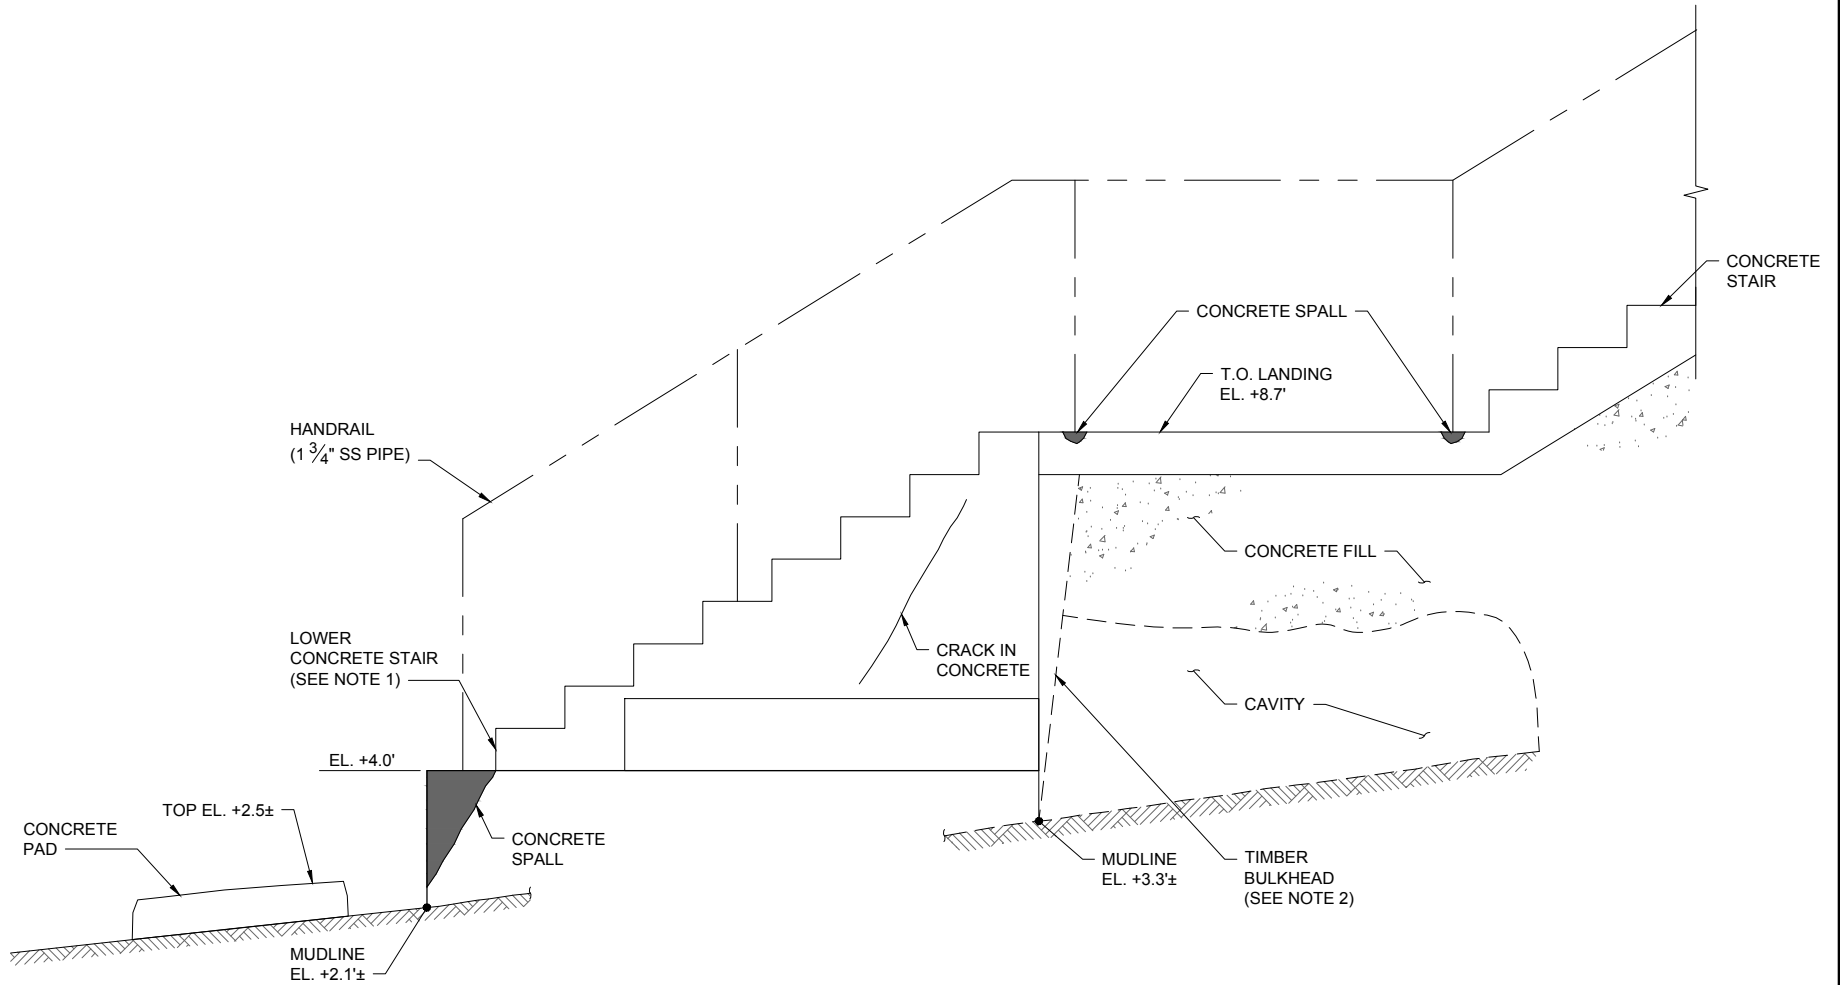 CONCRETE
STAIR
CONCRETE SPALL
T.O. LANDING
EL. +8.7'
HANDRAIL
(1 3/4" SS PIPE)
CONCRETE FILL
LOWER
CONCRETE STAIR
(SEE NOTE 1)
CRACK IN
CONCRETE
CAVITY
EL. +4.0'
TOP EL. +2.5±
CONCRETE
PAD
CONCRETE
SPALL
MUDLINE
EL. +3.3'±
TIMBER
BULKHEAD
(SEE NOTE 2)
MUDLINE
EL. +2.1'±